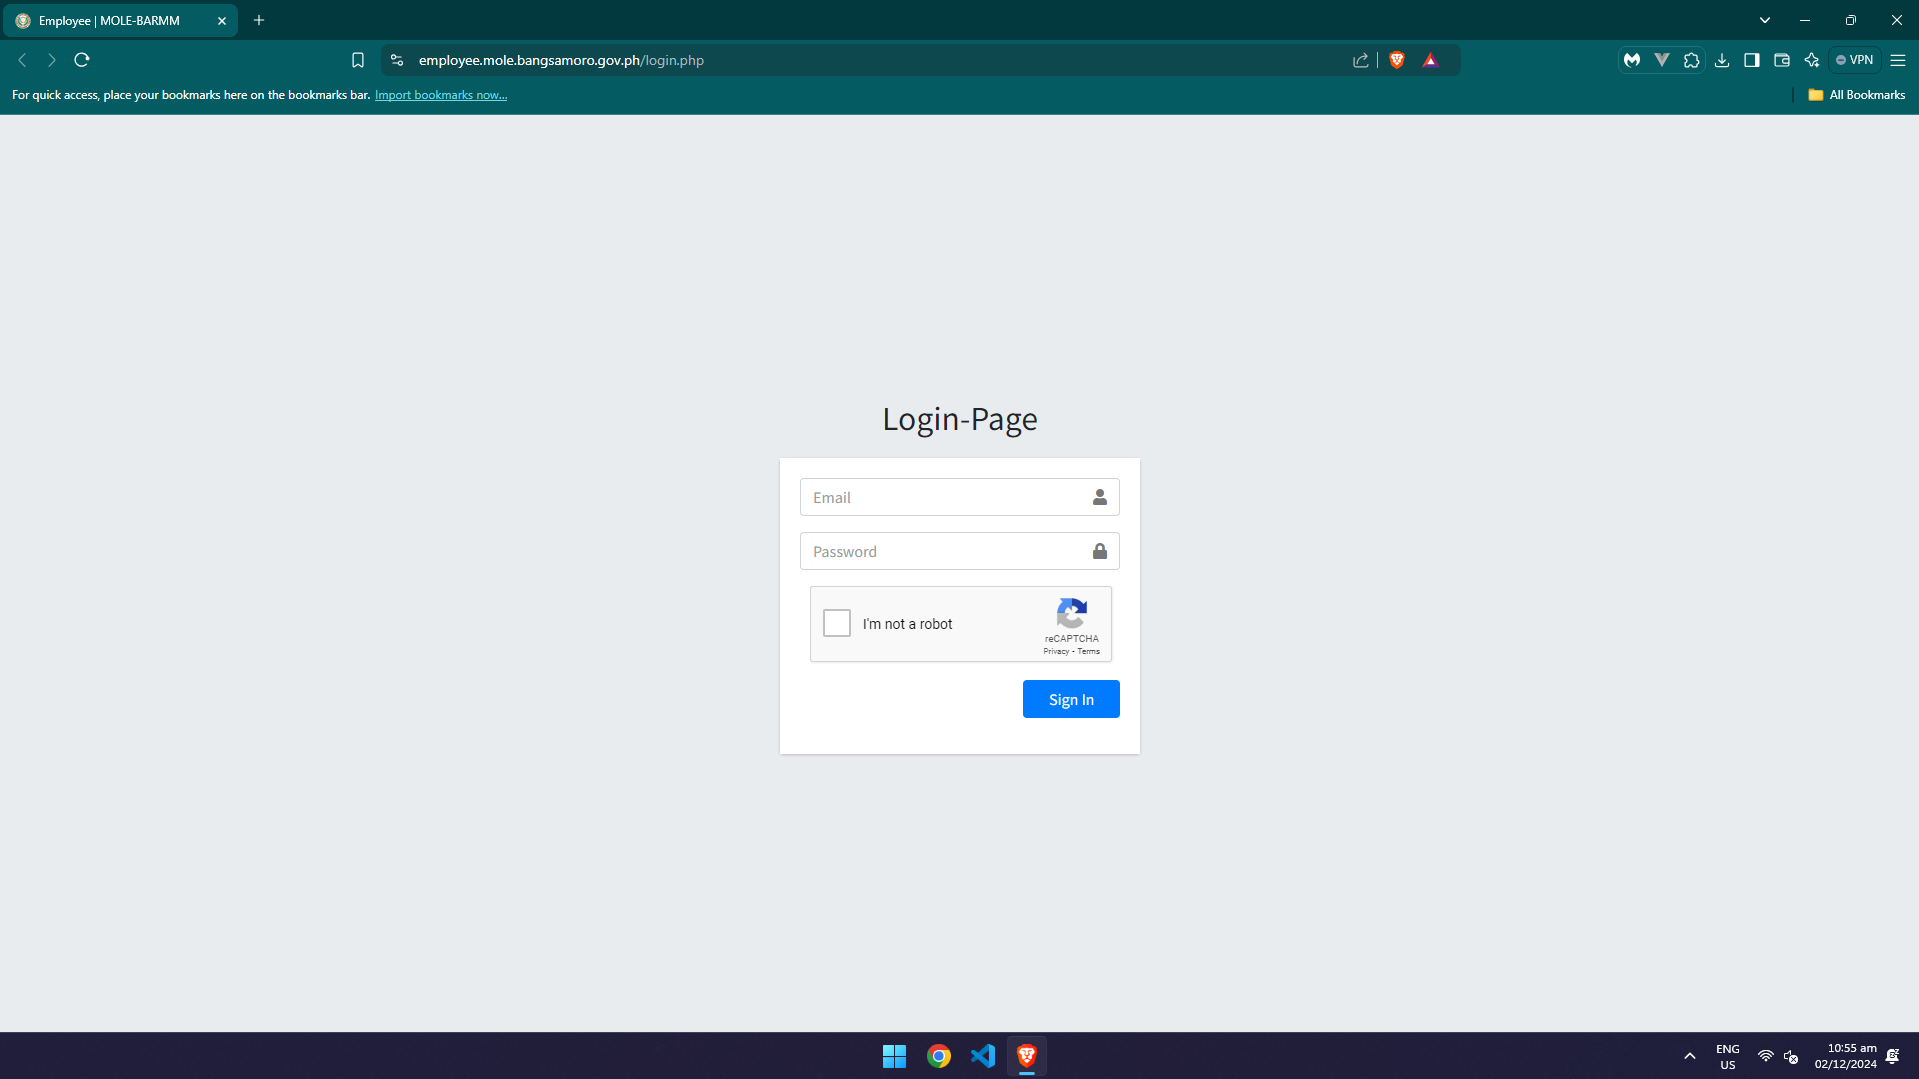 Employee | MOLE-BARMM
employee.mole.bangsamoro.gov.ph/login.php
VPN
For quick access, place your bookmarks here on the bookmarks bar. Import bookmarks now...
All Bookmarks
Login-Page
Email
Password
I'm not a robot
reCAPTCHA
Privacy - Terms
Sign In
ENG
US
10:55 am
02/12/2024